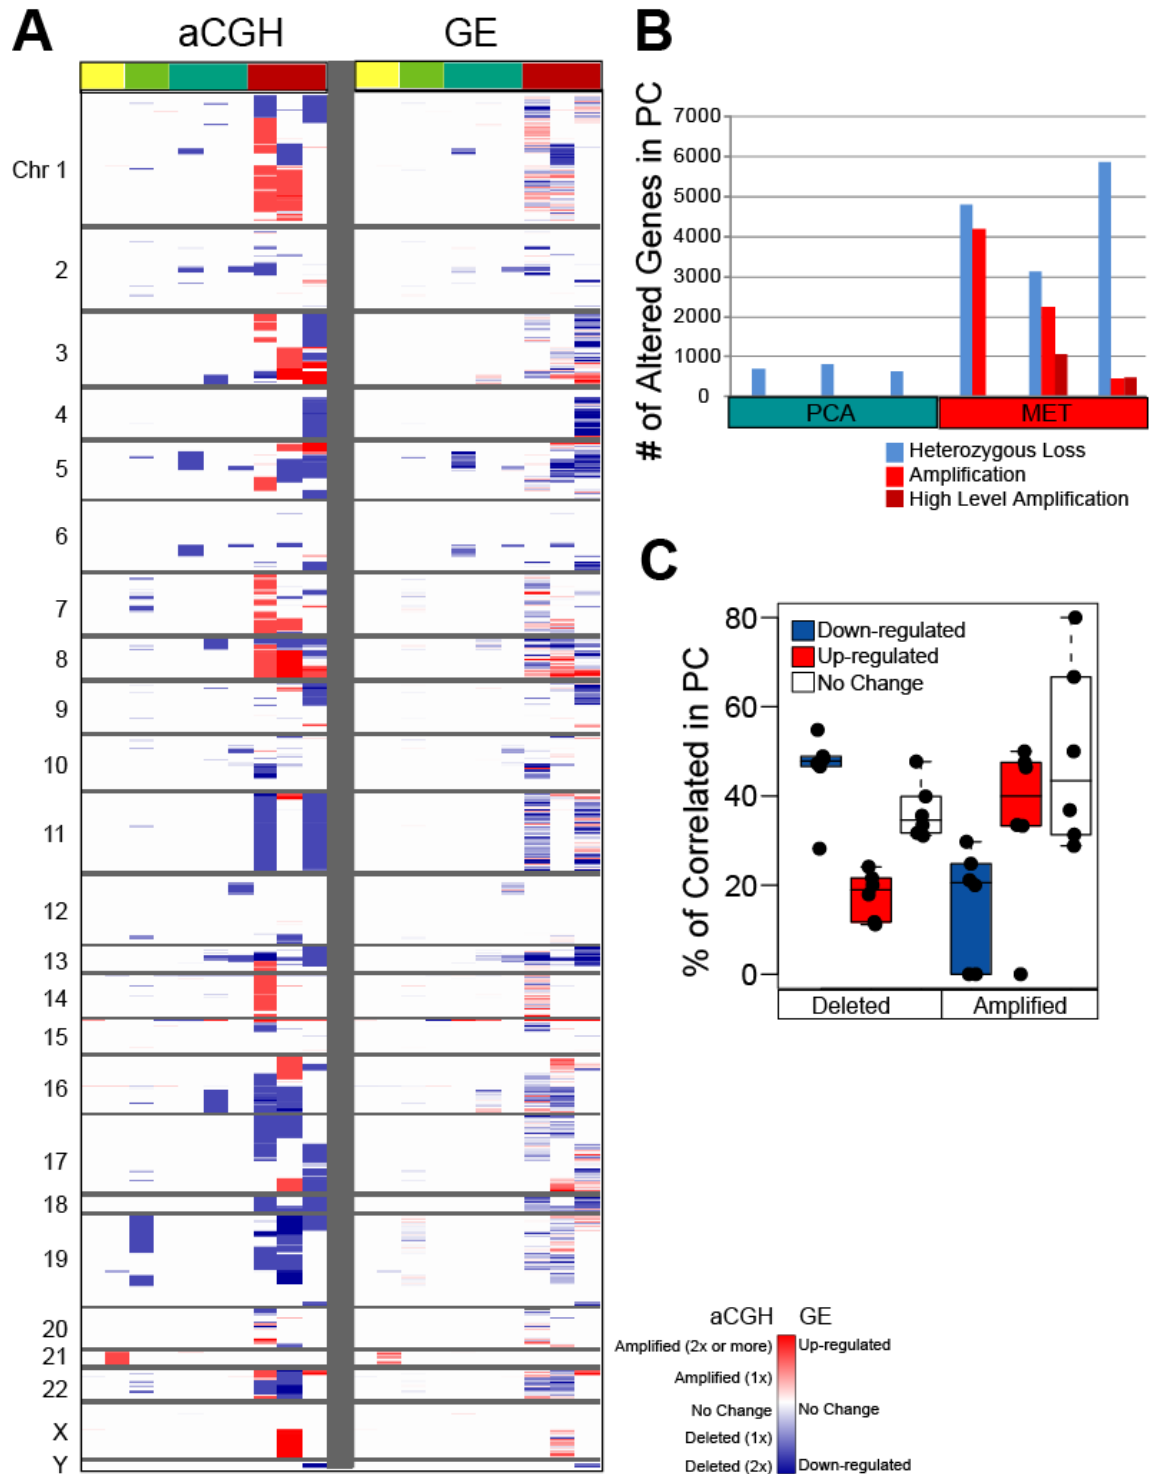 A
aCGH
GE
Chr 1
2
3
4
5
6
7
8
9
10
11
12
13
14
15
16
17
18
19
20
21
22
X
Y
B
# of Altered Genes in PC
7000
6000
5000
4000
3000
2000
1000
0
PCA
MET
Heterozygous Loss
Amplification
High Level Amplification
C
% of Correlated in PC
80
60
40
20
0
Down-regulated
Up-regulated
No Change
Deleted
Amplified
aCGH GE
Amplified (2x or more) Up-regulated
Amplified (1x)
No Change No Change
Deleted (1x)
Deleted (2x) Down-regulated